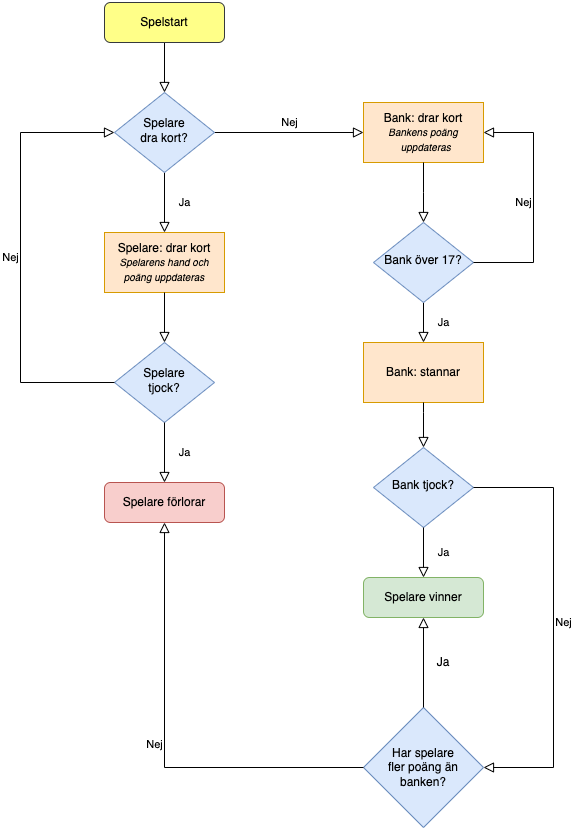 Spelstart
Spelare
dra kort?
Nej
Bank: drar kort
Bankens poäng
uppdateras
Ja
Nej
Spelare: drar kort
Spelarens hand och
poäng uppdateras
Nej
Bank över 17?
Ja
Spelare
tjock?
Bank: stannar
Ja
Spelare förlorar
Bank tjock?
Ja
Spelare vinner
Nej
Ja
Nej
Har spelare
fler poäng än
banken?